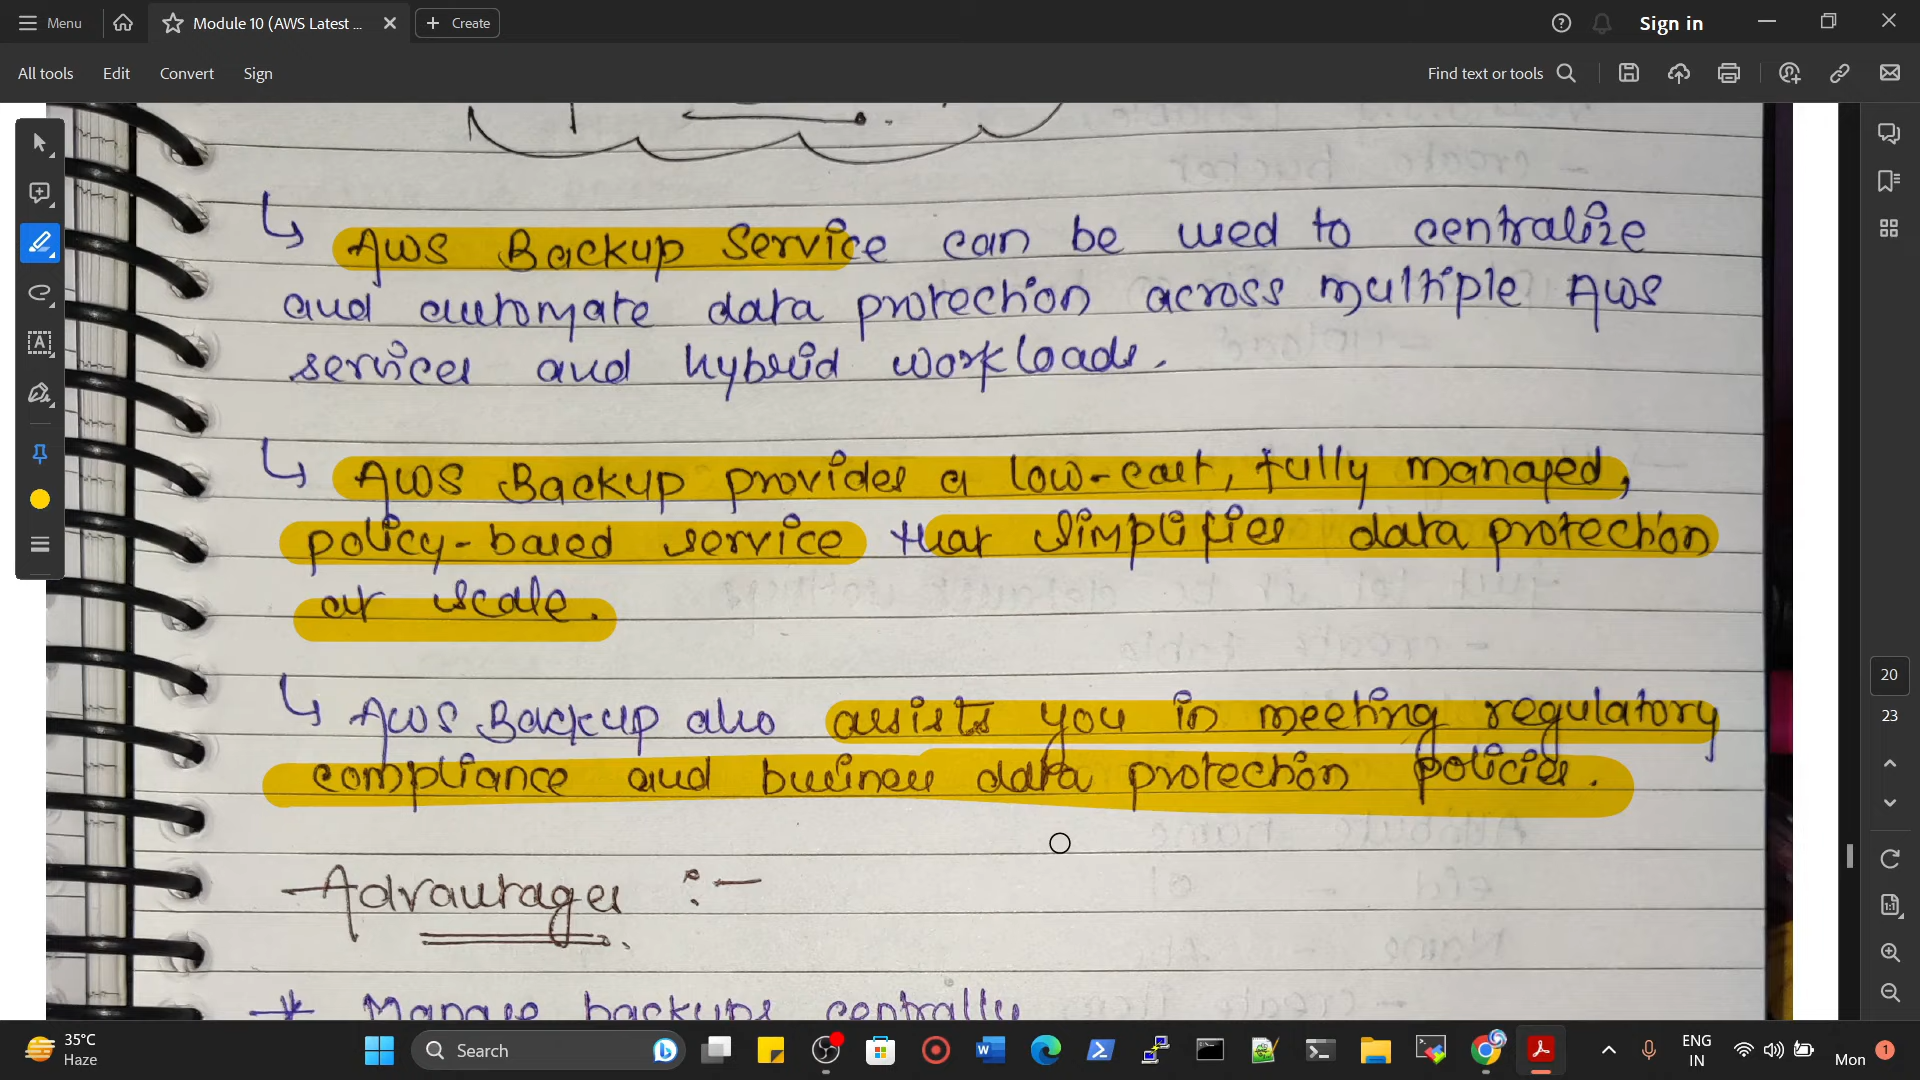 Menu
Module 10 (AWS Latest ...
Create
Sign in
All tools
Edit
Convert
Sign
Find text or tools
AWS Backup Service can be used to centralize
and automate data protection across multiple AWS
services and hybrid workloads.
AWS Backup provides a low-cost, fully managed,
policy-based service that simplifies data protection
at scale.
AWS Backup also assists you in meeting regulatory
compliance and business data protection policies.
Advantages :-
* Manage backups centrally
20
23
35°C
Haze
Search
ENG
IN
Mon
1